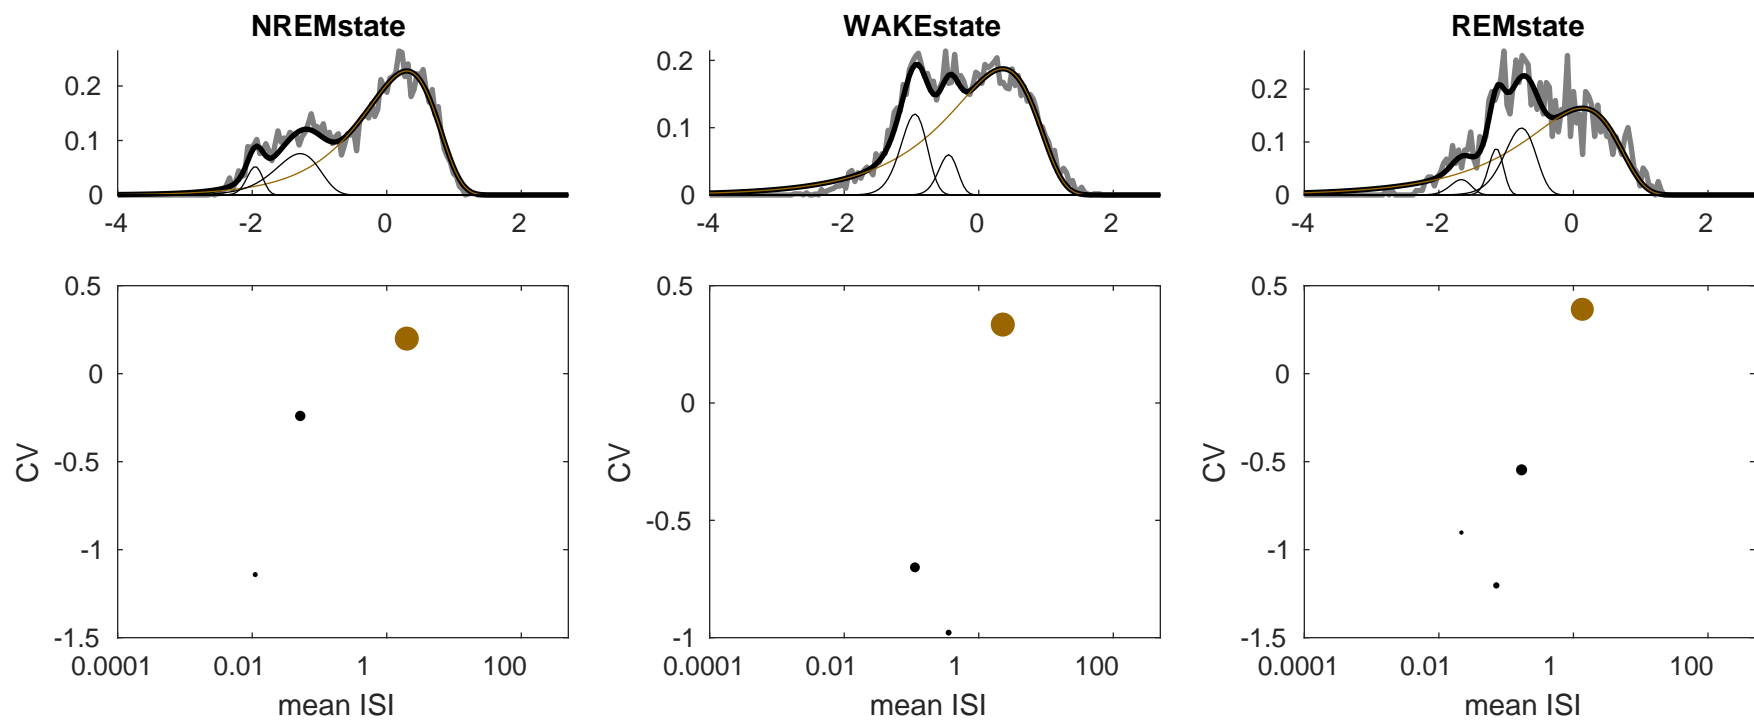 NREMstate WAKEstate REMstate
0.2 0.2 0.2
0.1 0.1 0.1
0 0 0
-4 -2 0 2 -4 -2 0 2 -4 -2 0 2
0.5 0.5 0.5
0 0 0
-0.5 -0.5 -0.5
-1 -1 -1
-1.5 -1.5
CV CV CV
0.0001 0.01 1 100 0.0001 0.01 1 100 0.0001 0.01 1 100
mean ISI mean ISI mean ISI